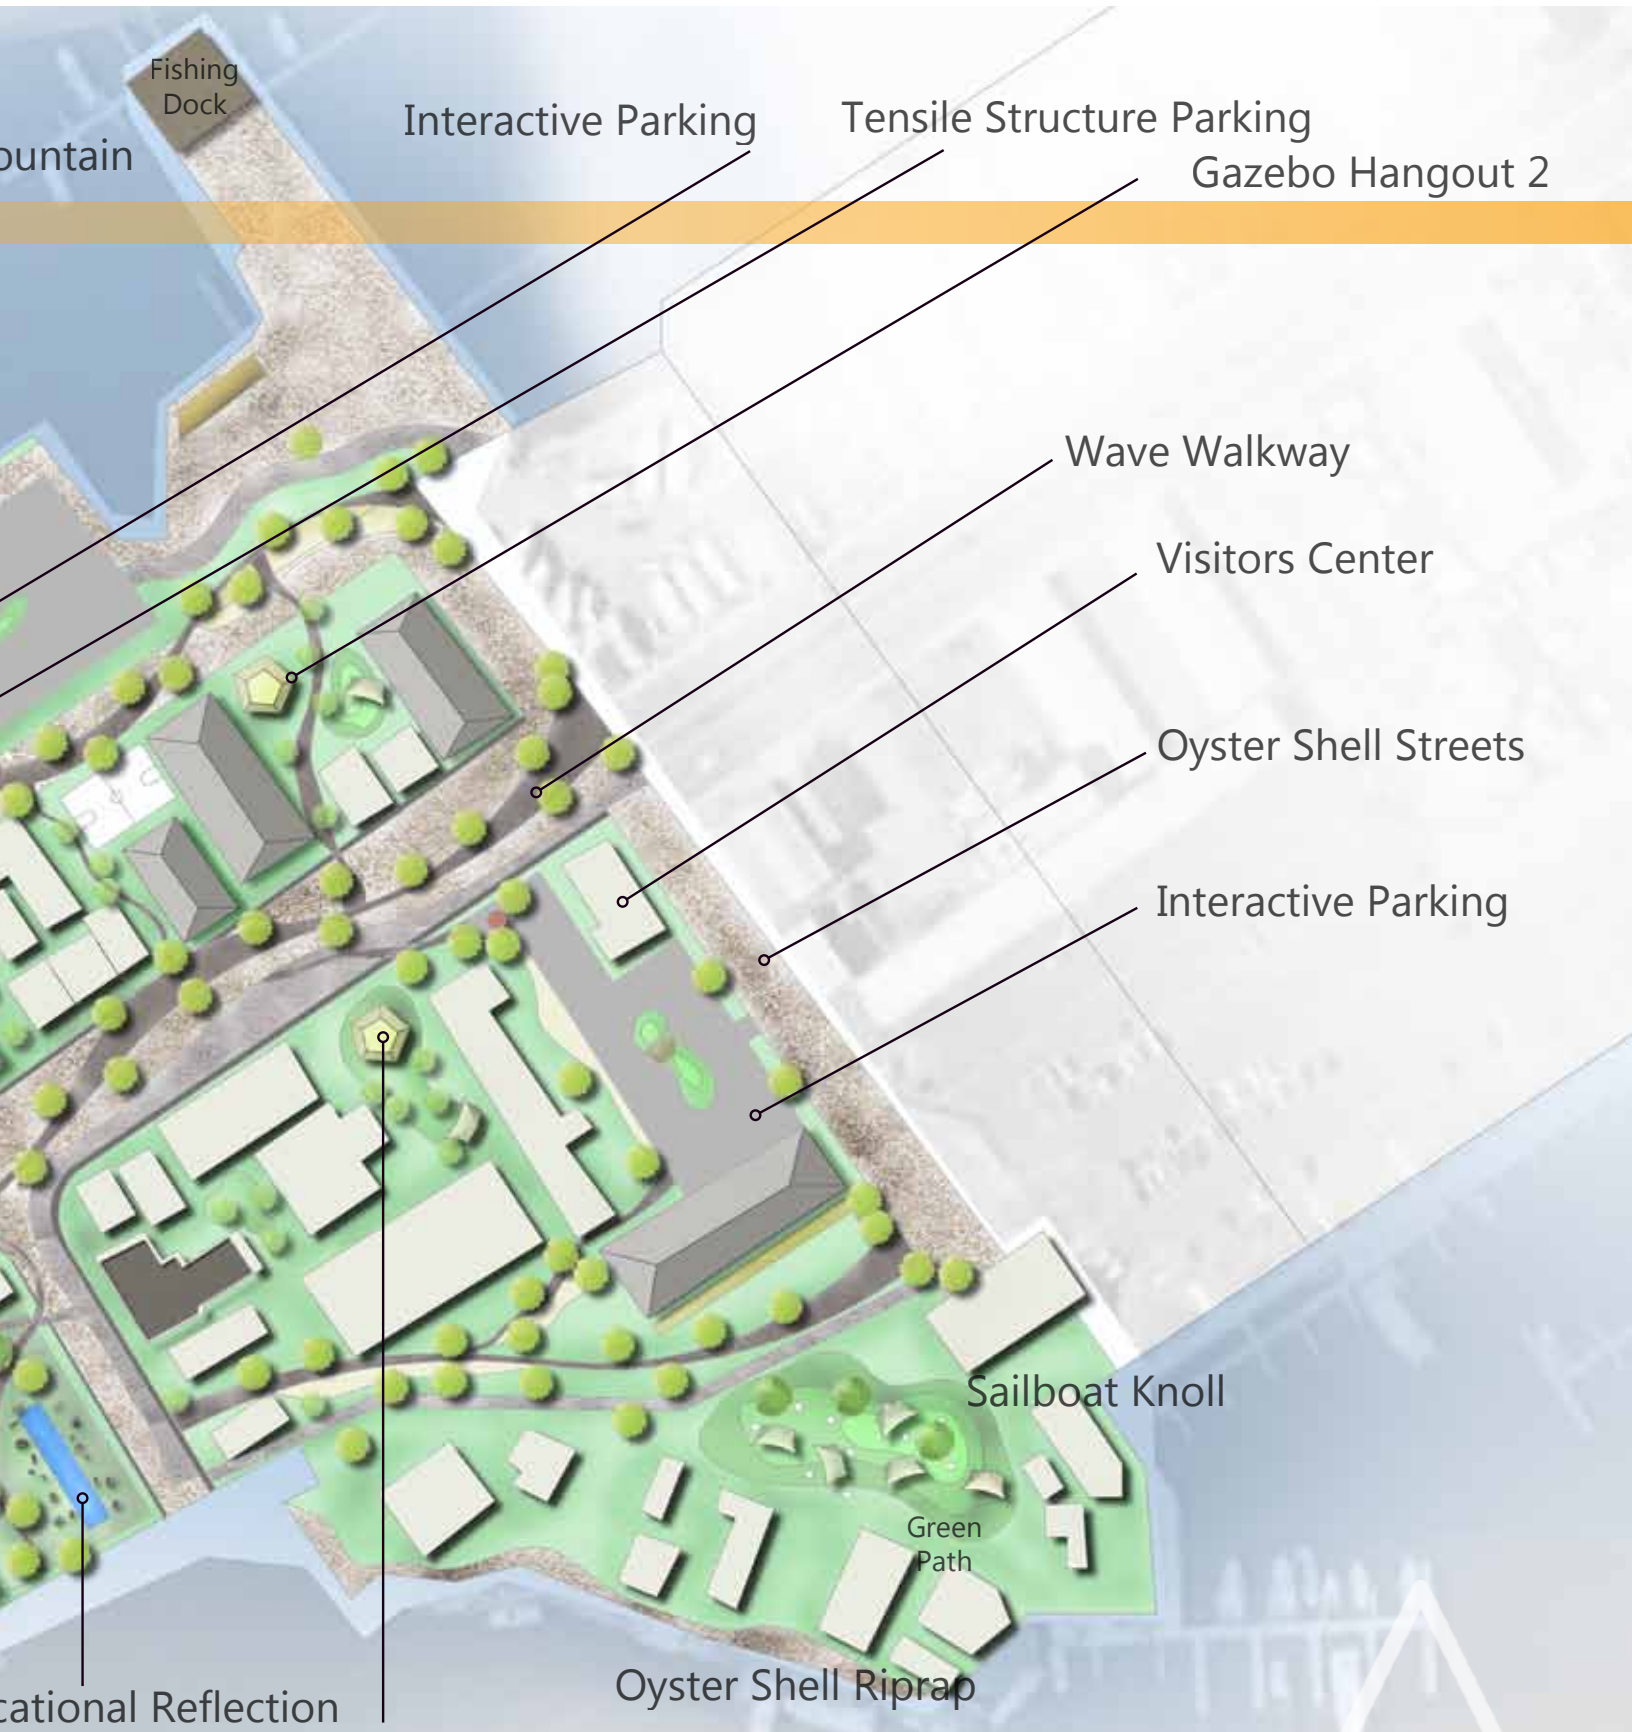 Fishing
Dock
Interactive Parking
Tensile Structure Parking
ountain
Gazebo Hangout 2
Wave Walkway
Visitors Center
Oyster Shell Streets
Interactive Parking
Sailboat Knoll
Green
Path
Oyster Shell Riprap
cational Reflection